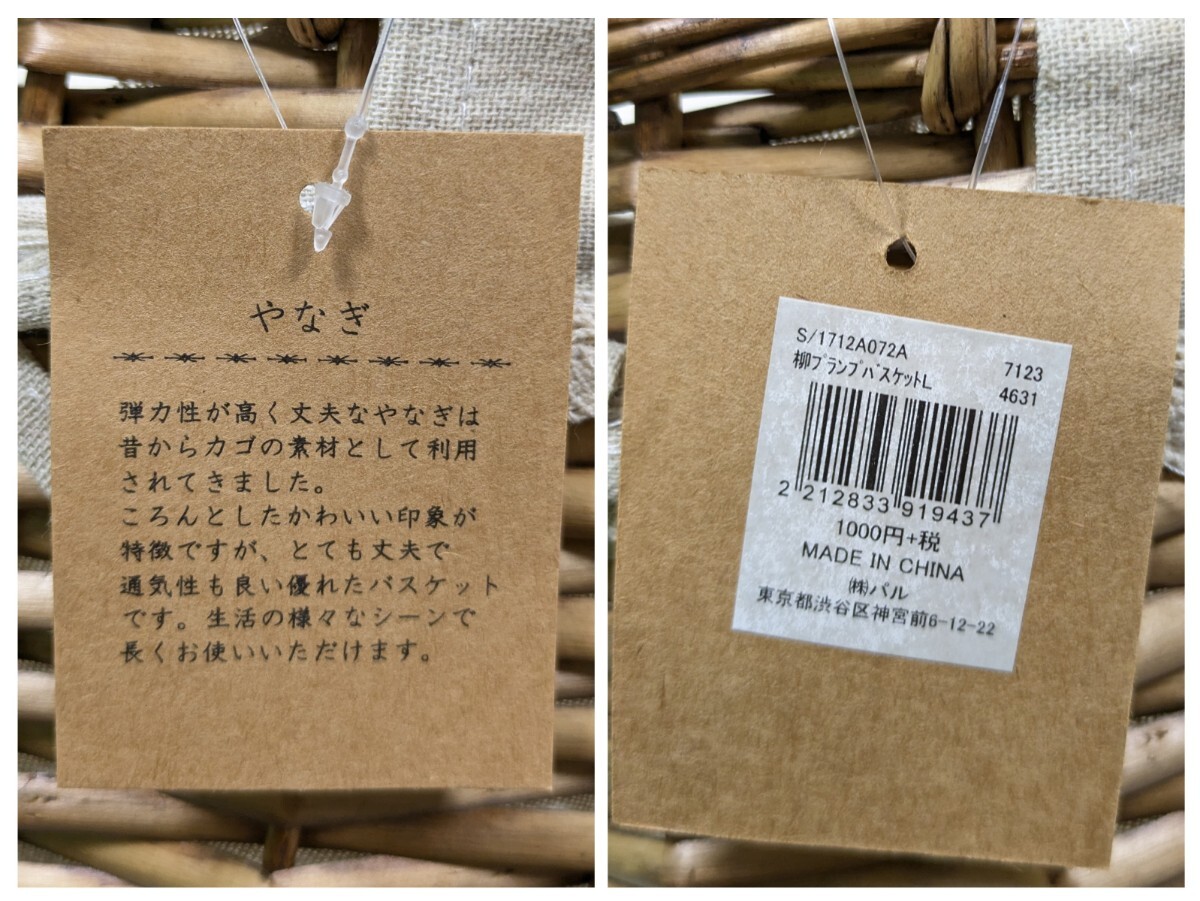 やなぎ
弾力性が高く丈夫なやなぎは
昔からカゴの素材として利用
されてきました。
ころんとしたかわいい印象が
特徴ですが、とても丈夫で
通気性も良い優れたバスケット
です。生活の様々なシーンで
長くお使いいただけます。
S/1712A072A
7123
柳ﾌﾟランプバスケットL
4631
2 212833 919437
1000円+税
MADE IN CHINA
㈱パル
東京都渋谷区神宮前6-12-22